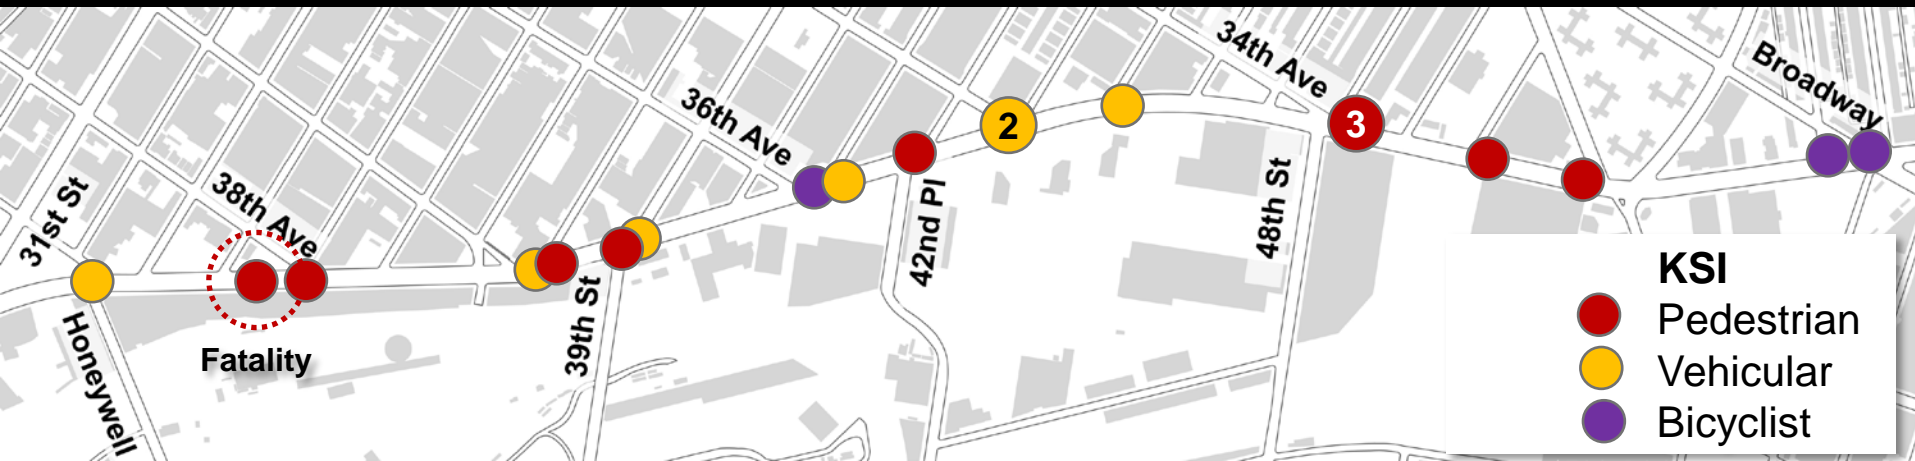 34th Ave
Broadway
36th Ave
2
3
31st St
38th Ave
42nd Pl
48th St
39th St
Honeywell
Fatality
KSI
Pedestrian
Vehicular
Bicyclist